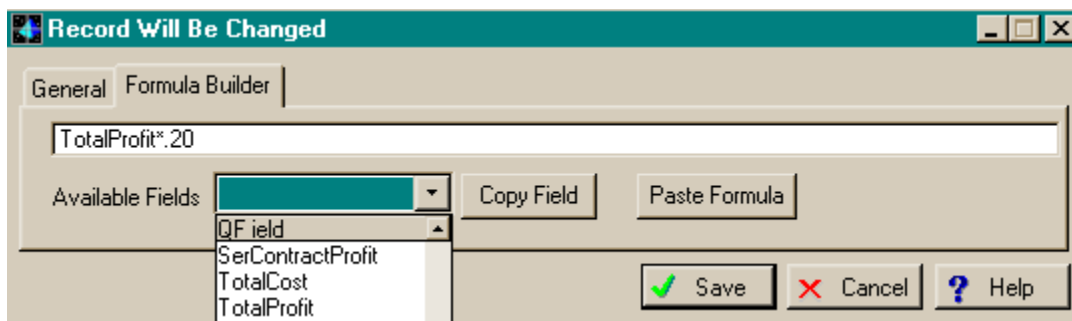 Record Will Be Changed
General Formula Builder
TotalProfit*.20
Available Fields Copy Field Paste Formula
QF ield
SerContractProfit
TotalCost
TotalProfit
Save Cancel ? Help